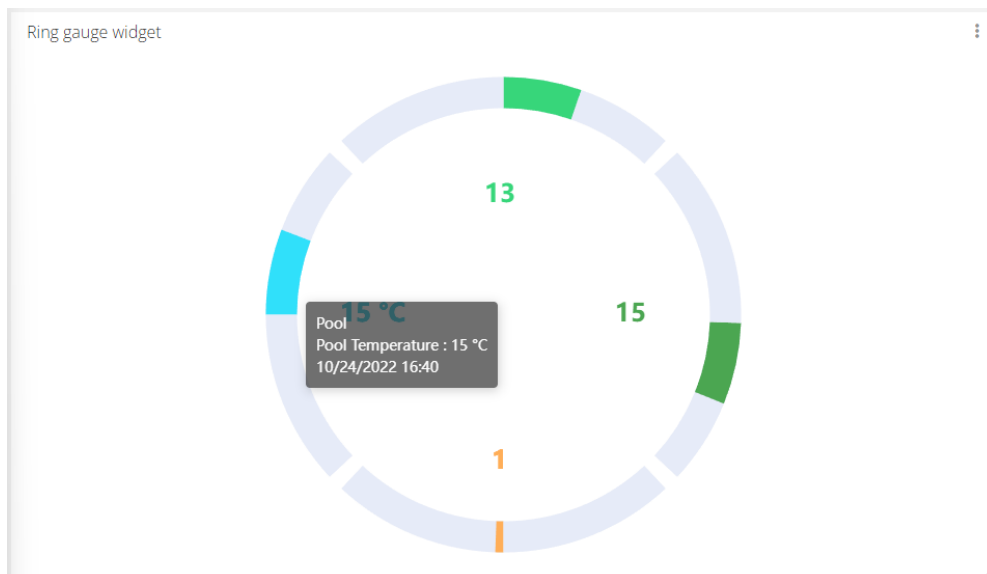 Ring gauge widget
13
15 °C
15
Pool
Pool Temperature : 15 °C
10/24/2022 16:40
1